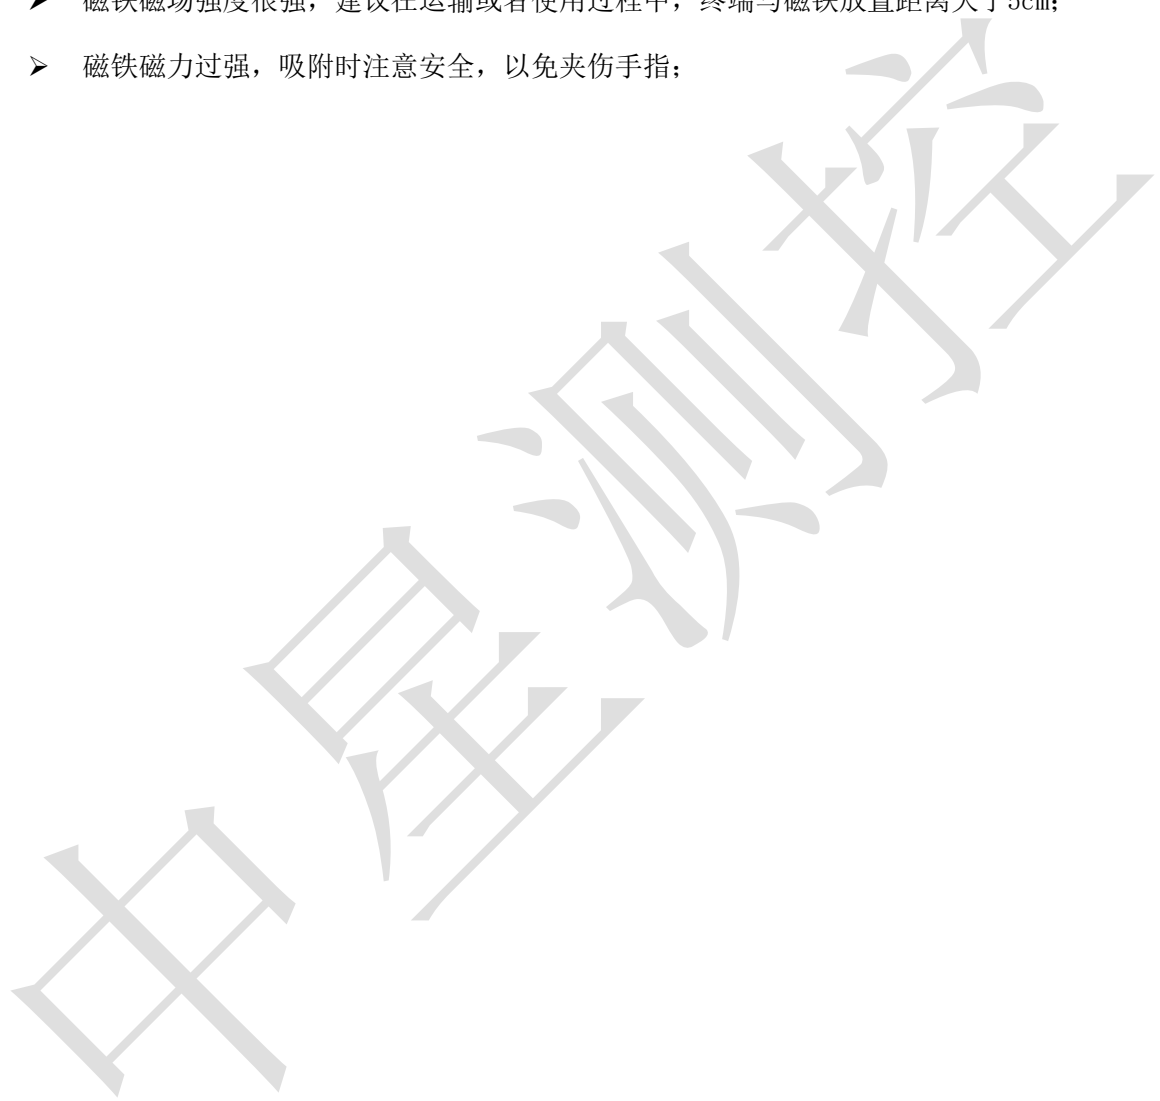 ➢ 磁铁磁场强度很强，建议在运输或者使用过程中，终端与磁铁放置距离大于5cm；
➢ 磁铁磁力过强，吸附时注意安全，以免夹伤手指；
中星测控